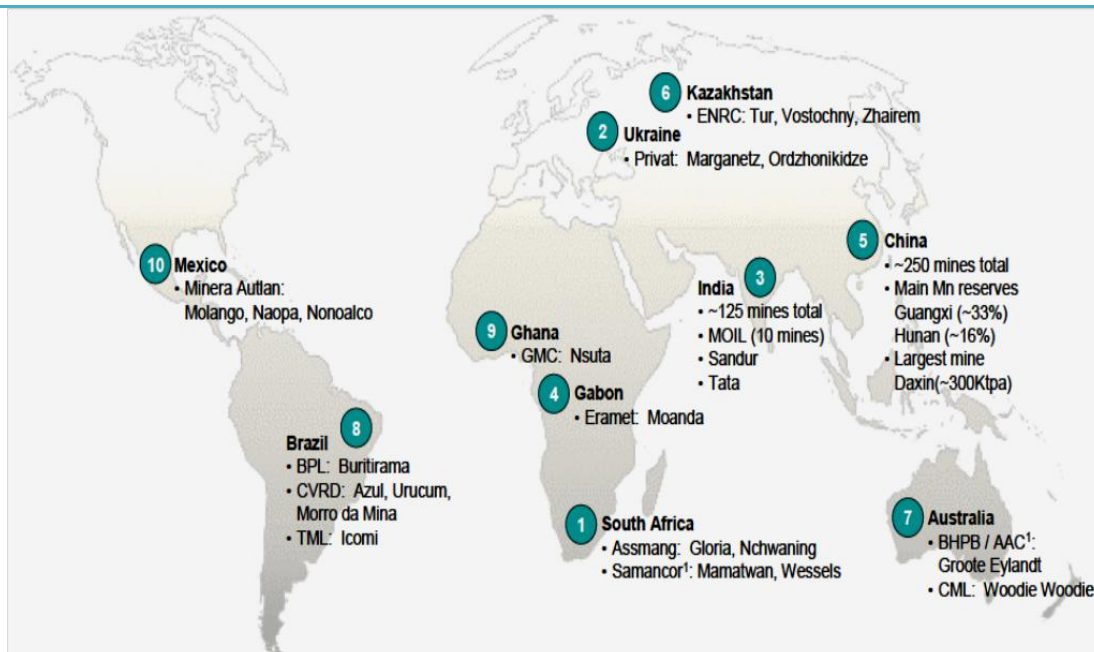 6 Kazakhstan
• ENRC: Tur, Vostochny, Zhairem
2 Ukraine
• Privat: Marganetz, Ordzhonikidze
5 China
• ~250 mines total
• Main Mn reserves
Guangxi (~33%)
Hunan (~16%)
• Largest mine
Daxin(~300Ktpa)
10 Mexico
• Minera Autlan:
Molango, Naopa, Nonoalco
3
India
• ~125 mines total
• MOIL (10 mines)
• Sandur
• Tata
9 Ghana
• GMC: Nsuta
4 Gabon
• Eramet: Moanda
8
Brazil
• BPL: Buritirama
• CVRD: Azul, Urucum,
Morro da Mina
• TML: Icomi
1 South Africa
• Assmang: Gloria, Nchwaning
• Samancor¹: Mamatwan, Wessels
7 Australia
• BHPB / AAC¹:
Groote Eylandt
• CML: Woodie Woodie